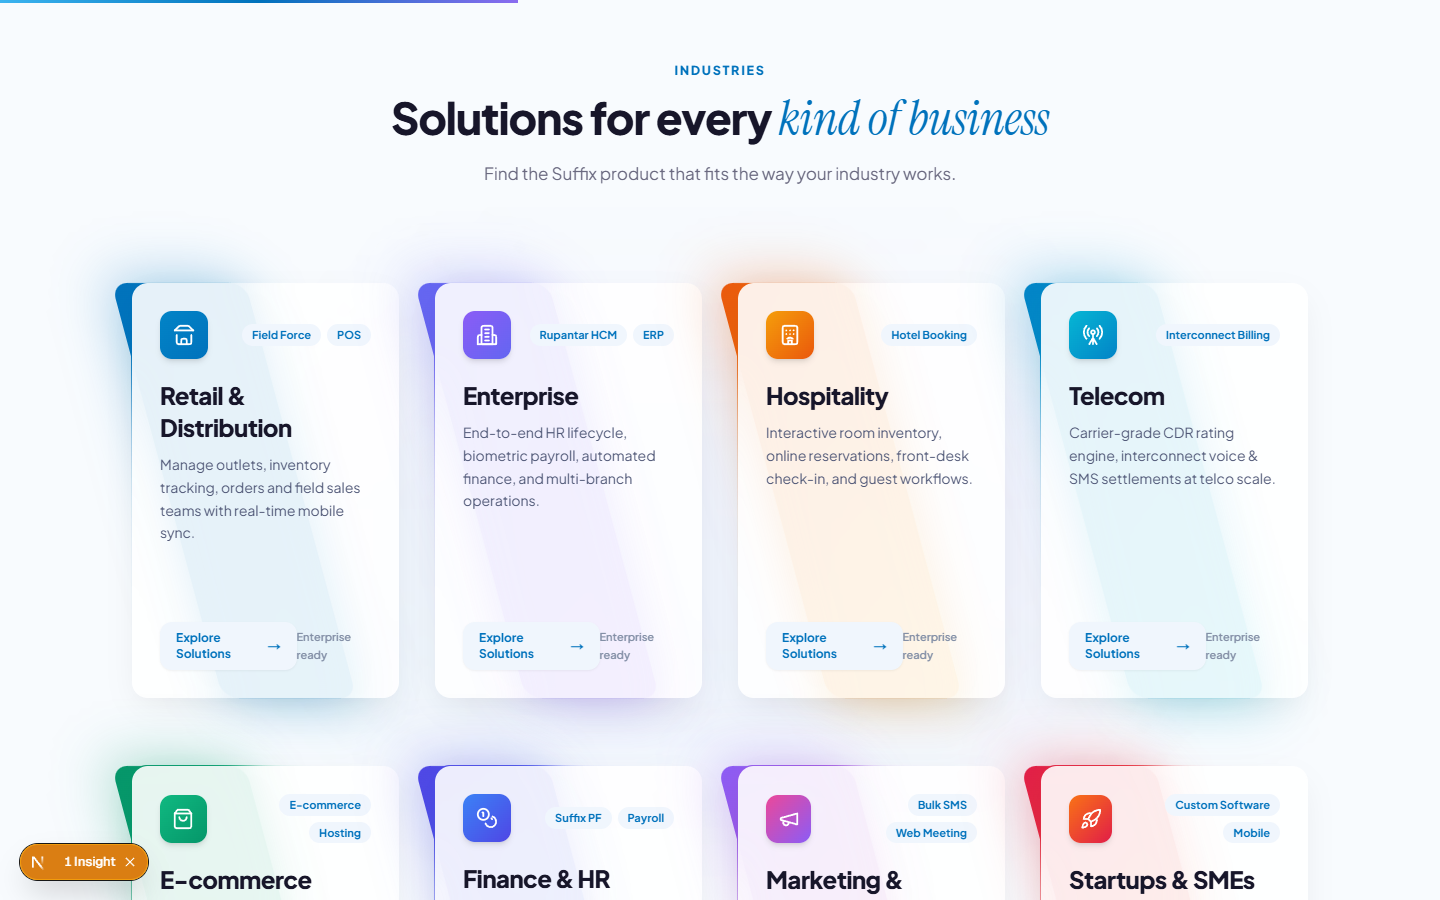 INDUSTRIES
Solutions for every kind of business
Find the Suffix product that fits the way your industry works.
Field Force
POS
Retail &
Distribution
Manage outlets, inventory
tracking, orders and field sales
teams with real-time mobile
sync.
Explore
Solutions →
Enterprise
ready
Rupantar HCM
ERP
Enterprise
End-to-end HR lifecycle,
biometric payroll, automated
finance, and multi-branch
operations.
Explore
Solutions →
Enterprise
ready
Hotel Booking
Hospitality
Interactive room inventory,
online reservations, front-desk
check-in, and guest workflows.
Explore
Solutions →
Enterprise
ready
Interconnect Billing
Telecom
Carrier-grade CDR rating
engine, interconnect voice &
SMS settlements at telco scale.
Explore
Solutions →
Enterprise
ready
E-commerce
Hosting
E-commerce
Suffix PF
Payroll
Finance & HR
Bulk SMS
Web Meeting
Marketing &
Custom Software
Mobile
Startups & SMEs
1 Insight